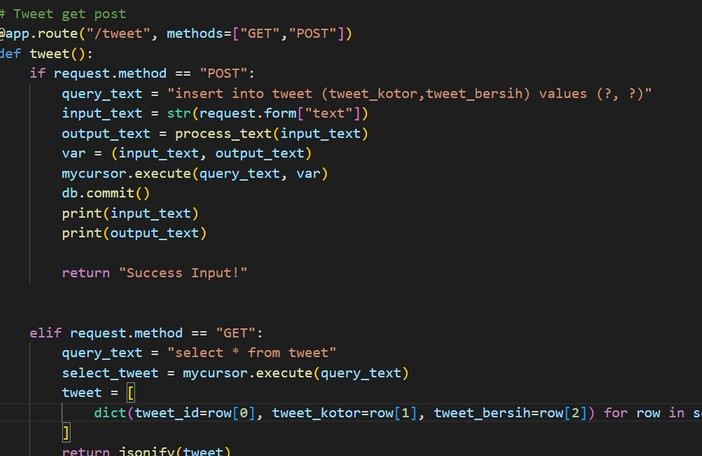 # Tweet get post
@app.route("/tweet", methods=["GET","POST"])
def tweet():
    if request.method == "POST":
        query_text = "insert into tweet (tweet_kotor,tweet_bersih) values (?, ?)"
        input_text = str(request.form["text"])
        output_text = process_text(input_text)
        var = (input_text, output_text)
        mycursor.execute(query_text, var)
        db.commit()
        print(input_text)
        print(output_text)
        return "Success Input!"
    elif request.method == "GET":
        query_text = "select * from tweet"
        select_tweet = mycursor.execute(query_text)
        tweet = [
            dict(tweet_id=row[0], tweet_kotor=row[1], tweet_bersih=row[2]) for row in
        ]
        return jsonify(tweet)